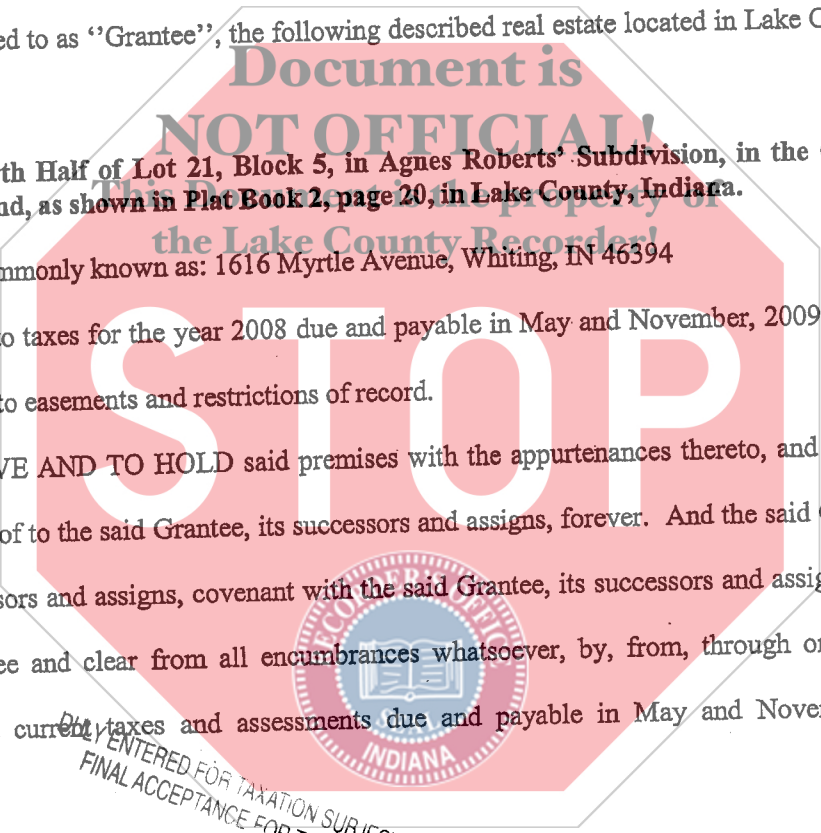 ed to as ‘‘Grantee’’, the following described real estate located in Lake C
Document is
NOT OFFICIAL!
This Document is the property of
the Lake County Recorder!
th Half of Lot 21, Block 5, in Agnes Roberts’ Subdivision, in the
nd, as shown in Plat Book 2, page 20, in Lake County, Indiana.
mmonly known as: 1616 Myrtle Avenue, Whiting, IN 46394
o taxes for the year 2008 due and payable in May and November, 2009
to easements and restrictions of record.
STOP
VE AND TO HOLD said premises with the appurtenances thereto, and
of to the said Grantee, its successors and assigns, forever. And the said
sors and assigns, covenant with the said Grantee, its successors and assig
ee and clear from all encumbrances whatsoever, by, from, through or
current taxes and assessments due and payable in May and Nove
RECORDER'S OFFIC
SEAL
INDIANA
DULY ENTERED FOR TAXATION SUBJEC
FINAL ACCEPTANCE FOR T